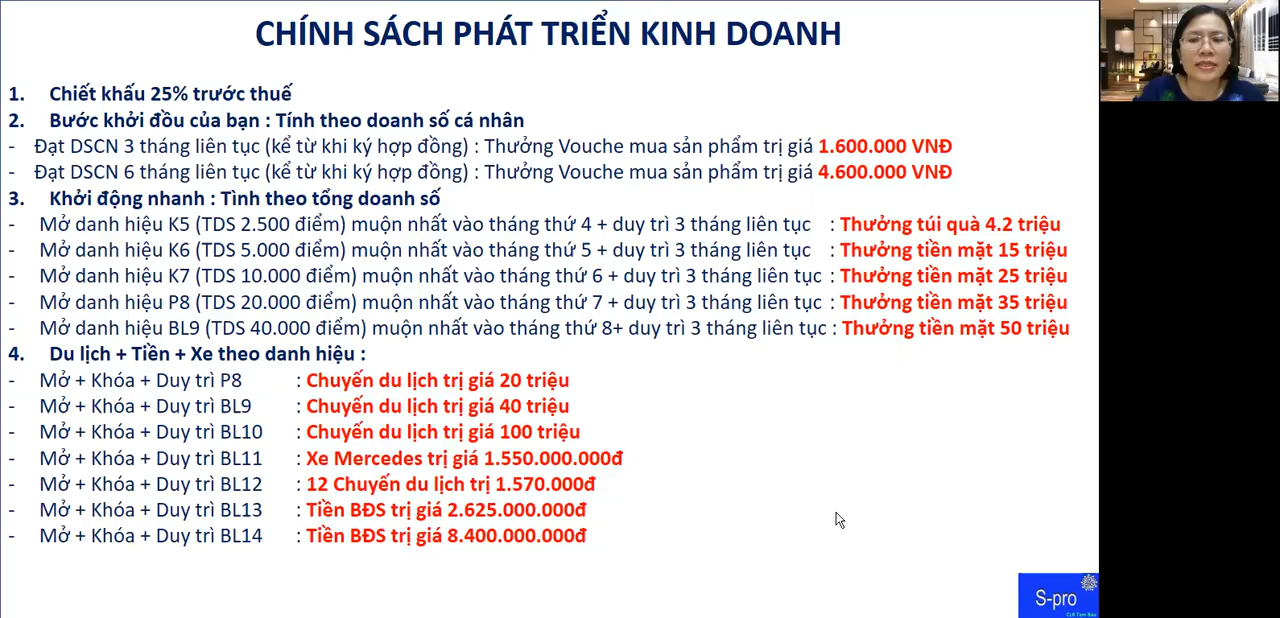 CHÍNH SÁCH PHÁT TRIỂN KINH DOANH
1. Chiết khấu 25% trước thuế
2. Bước khởi đồu của bạn : Tính theo doanh số cá nhân
- Đạt DSCN 3 tháng liên tục (kể từ khi ký hợp đồng) : Thưởng Vouche mua sản phẩm trị giá 1.600.000 VNĐ
- Đạt DSCN 6 tháng liên tục (kể từ khi ký hợp đồng) : Thưởng Vouche mua sản phẩm trị giá 4.600.000 VNĐ
3. Khởi động nhanh : Tình theo tổng doanh số
- Mở danh hiệu K5 (TDS 2.500 điểm) muộn nhất vào tháng thứ 4 + duy trì 3 tháng liên tục : Thưởng túi quà 4.2 triệu
- Mở danh hiệu K6 (TDS 5.000 điểm) muộn nhất vào tháng thứ 5 + duy trì 3 tháng liên tục : Thưởng tiền mặt 15 triệu
- Mở danh hiệu K7 (TDS 10.000 điểm) muộn nhất vào tháng thứ 6 + duy trì 3 tháng liên tục : Thưởng tiền mặt 25 triệu
- Mở danh hiệu P8 (TDS 20.000 điểm) muộn nhất vào tháng thứ 7 + duy trì 3 tháng liên tục : Thưởng tiền mặt 35 triệu
- Mở danh hiệu BL9 (TDS 40.000 điểm) muộn nhất vào tháng thứ 8+ duy trì 3 tháng liên tục : Thưởng tiền mặt 50 triệu
4. Du lịch + Tiền + Xe theo danh hiệu :
- Mở + Khóa + Duy trì P8 : Chuyến du lịch trị giá 20 triệu
- Mở + Khóa + Duy trì BL9 : Chuyến du lịch trị giá 40 triệu
- Mở + Khóa + Duy trì BL10 : Chuyến du lịch trị giá 100 triệu
- Mở + Khóa + Duy trì BL11 : Xe Mercedes trị giá 1.550.000.000đ
- Mở + Khóa + Duy trì BL12 : 12 Chuyến du lịch trị 1.570.000đ
- Mở + Khóa + Duy trì BL13 : Tiền BĐS trị giá 2.625.000.000đ
- Mở + Khóa + Duy trì BL14 : Tiền BĐS trị giá 8.400.000.000đ
S-pro